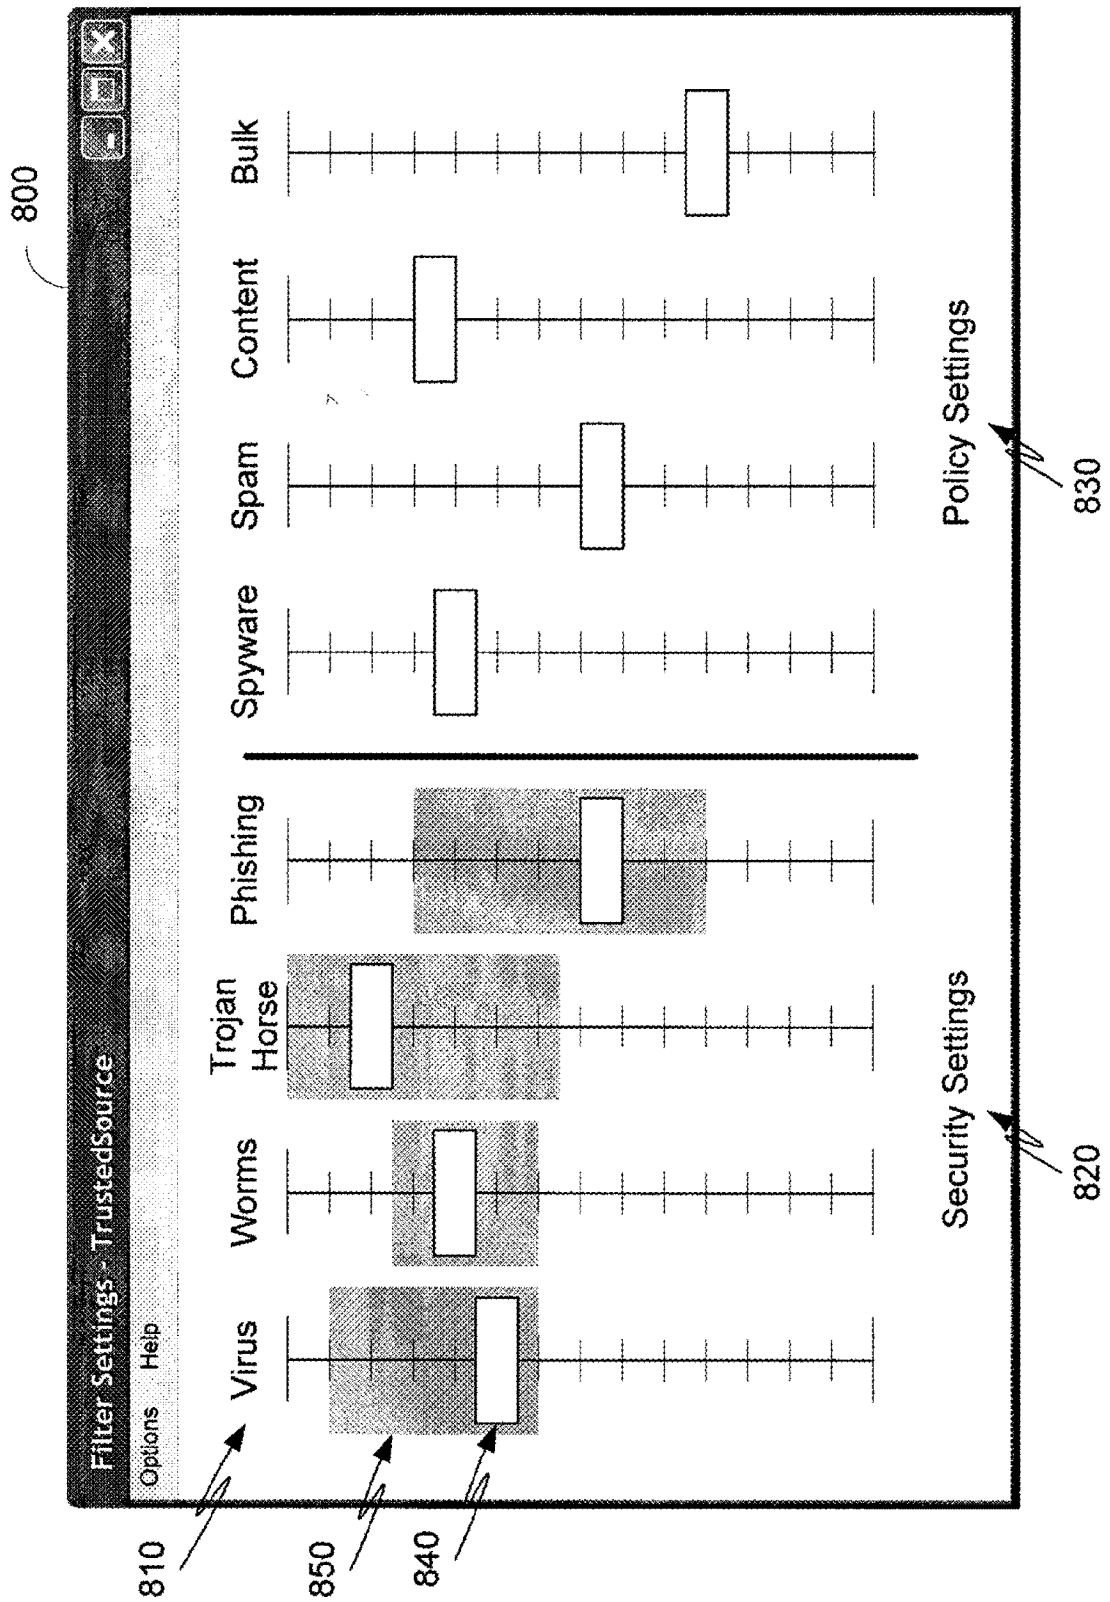 800
Filter Settings - TrustedSource
Options Help
810
Virus
Worms
Trojan
Horse
Phishing
Spyware
Spam
Content
Bulk
850
840
Security Settings
Policy Settings
820
830